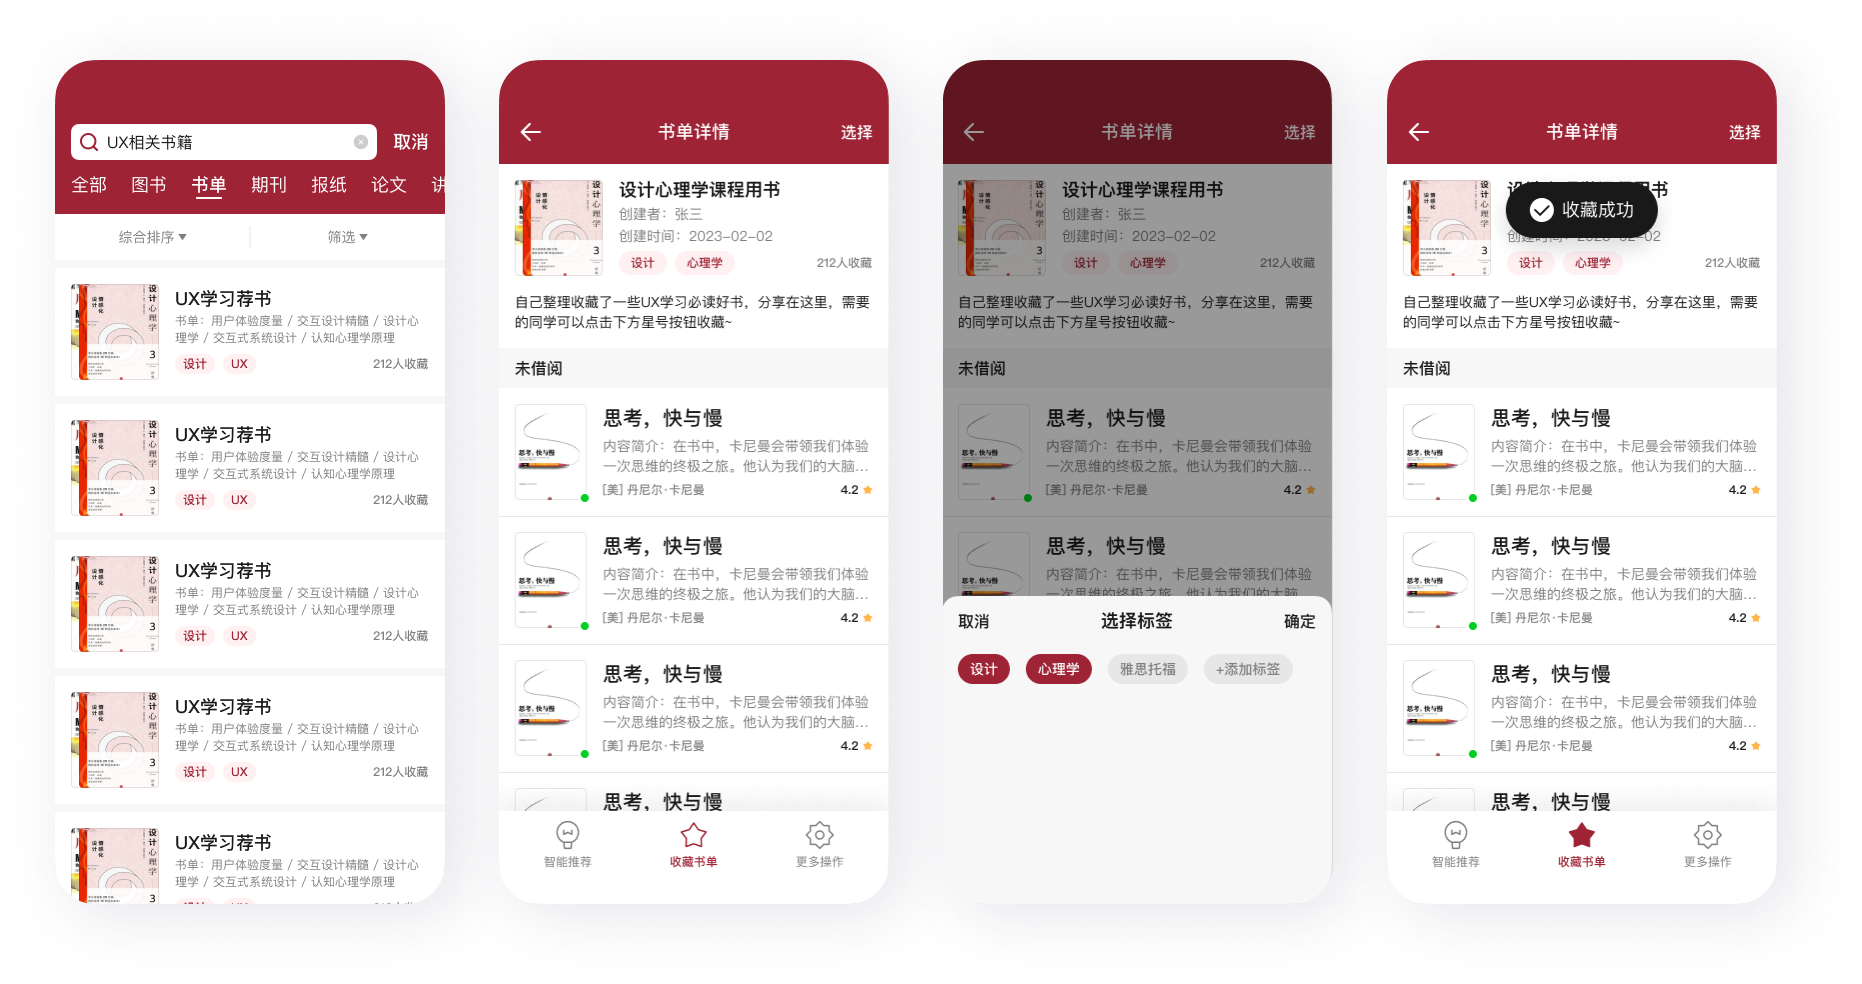 UX相关书籍
取消
全部 图书 书单 期刊 报纸 论文 讲
综合排序
筛选
UX学习荐书
书单：用户体验度量 / 交互设计精髓 / 设计心
理学 / 交互式系统设计 / 认知心理学原理
设计 UX 212人收藏
UX学习荐书
书单：用户体验度量 / 交互设计精髓 / 设计心
理学 / 交互式系统设计 / 认知心理学原理
设计 UX 212人收藏
UX学习荐书
书单：用户体验度量 / 交互设计精髓 / 设计心
理学 / 交互式系统设计 / 认知心理学原理
设计 UX 212人收藏
UX学习荐书
书单：用户体验度量 / 交互设计精髓 / 设计心
理学 / 交互式系统设计 / 认知心理学原理
设计 UX 212人收藏
UX学习荐书
书单：用户体验度量 / 交互设计精髓 / 设计心
理学 / 交互式系统设计 / 认知心理学原理
书单详情 选择
设计心理学
情感化
设计
3
设计心理学课程用书
创建者：张三
创建时间：2023-02-02
设计 心理学 212人收藏
自己整理收藏了一些UX学习必读好书，分享在这里，需要
的同学可以点击下方星号按钮收藏~
未借阅
思考，快与慢
内容简介：在书中，卡尼曼会带领我们体验
一次思维的终极之旅。他认为我们的大脑...
[美] 丹尼尔·卡尼曼 4.2
思考，快与慢
内容简介：在书中，卡尼曼会带领我们体验
一次思维的终极之旅。他认为我们的大脑...
[美] 丹尼尔·卡尼曼 4.2
思考，快与慢
内容简介：在书中，卡尼曼会带领我们体验
一次思维的终极之旅。他认为我们的大脑...
[美] 丹尼尔·卡尼曼 4.2
思考，快与慢
智能推荐 收藏书单 更多操作
书单详情 选择
设计心理学课程用书
创建者：张三
创建时间：2023-02-02
设计 心理学 212人收藏
自己整理收藏了一些UX学习必读好书，分享在这里，需要
的同学可以点击下方星号按钮收藏~
未借阅
思考，快与慢
内容简介：在书中，卡尼曼会带领我们体验
一次思维的终极之旅。他认为我们的大脑...
[美] 丹尼尔·卡尼曼 4.2
思考，快与慢
内容简介：在书中，卡尼曼会带领我们体验
一次思维的终极之旅。他认为我们的大脑...
取消 选择标签 确定
设计 心理学 雅思托福 +添加标签
书单详情 选择
收藏成功
创建时间：2023-02-02
设计 心理学 212人收藏
自己整理收藏了一些UX学习必读好书，分享在这里，需要
的同学可以点击下方星号按钮收藏~
未借阅
思考，快与慢
内容简介：在书中，卡尼曼会带领我们体验
一次思维的终极之旅。他认为我们的大脑...
[美] 丹尼尔·卡尼曼 4.2
思考，快与慢
内容简介：在书中，卡尼曼会带领我们体验
一次思维的终极之旅。他认为我们的大脑...
[美] 丹尼尔·卡尼曼 4.2
思考，快与慢
内容简介：在书中，卡尼曼会带领我们体验
一次思维的终极之旅。他认为我们的大脑...
[美] 丹尼尔·卡尼曼 4.2
思考，快与慢
智能推荐 收藏书单 更多操作